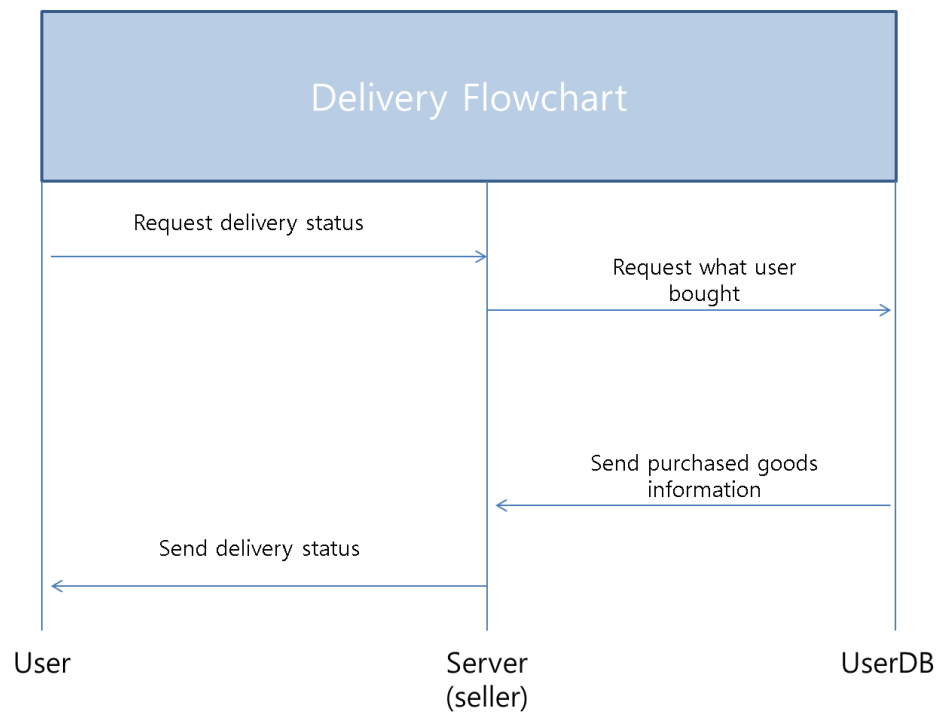 Delivery Flowchart
Request delivery status
Request what user
bought
Send purchased goods
information
Send delivery status
User
Server
(seller)
UserDB